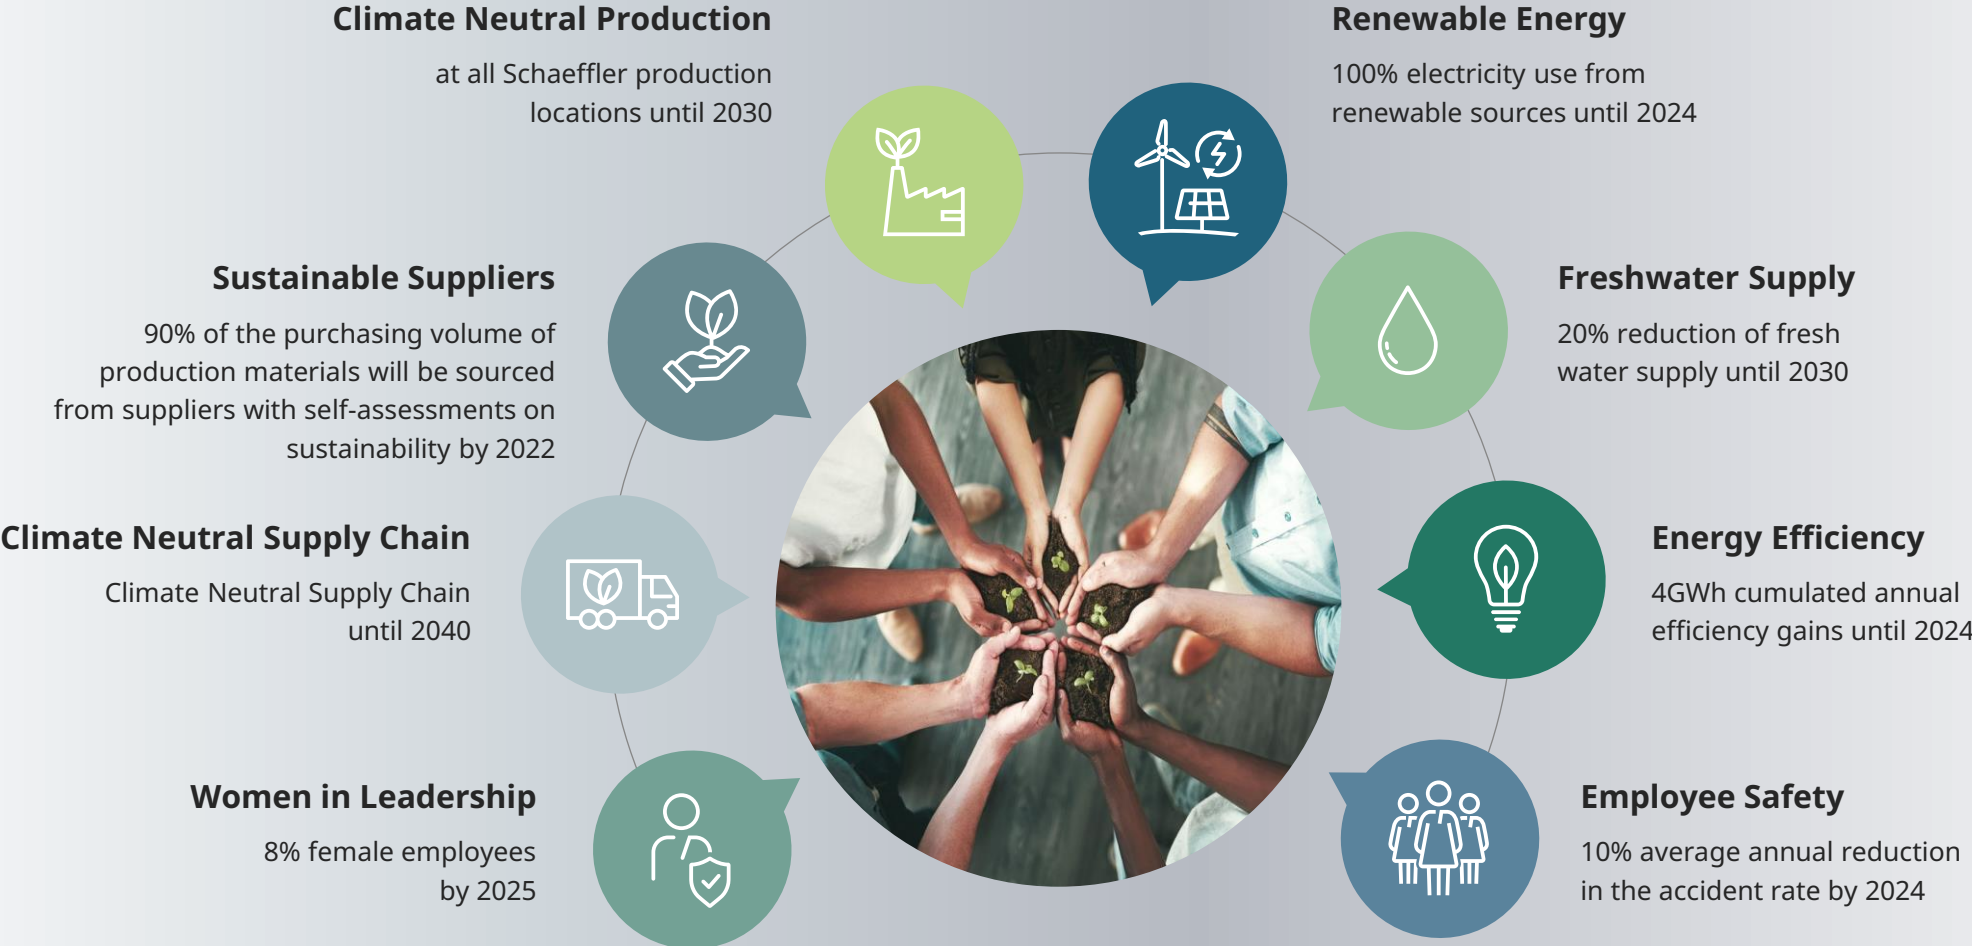 Climate Neutral Production
at all Schaeffler production
locations until 2030
Renewable Energy
100% electricity use from
renewable sources until 2024
Sustainable Suppliers
90% of the purchasing volume of
production materials will be sourced
from suppliers with self-assessments on
sustainability by 2022
Freshwater Supply
20% reduction of fresh
water supply until 2030
Climate Neutral Supply Chain
Climate Neutral Supply Chain
until 2040
Energy Efficiency
4GWh cumulated annual
efficiency gains until 2024
Women in Leadership
8% female employees
by 2025
Employee Safety
10% average annual reduction
in the accident rate by 2024